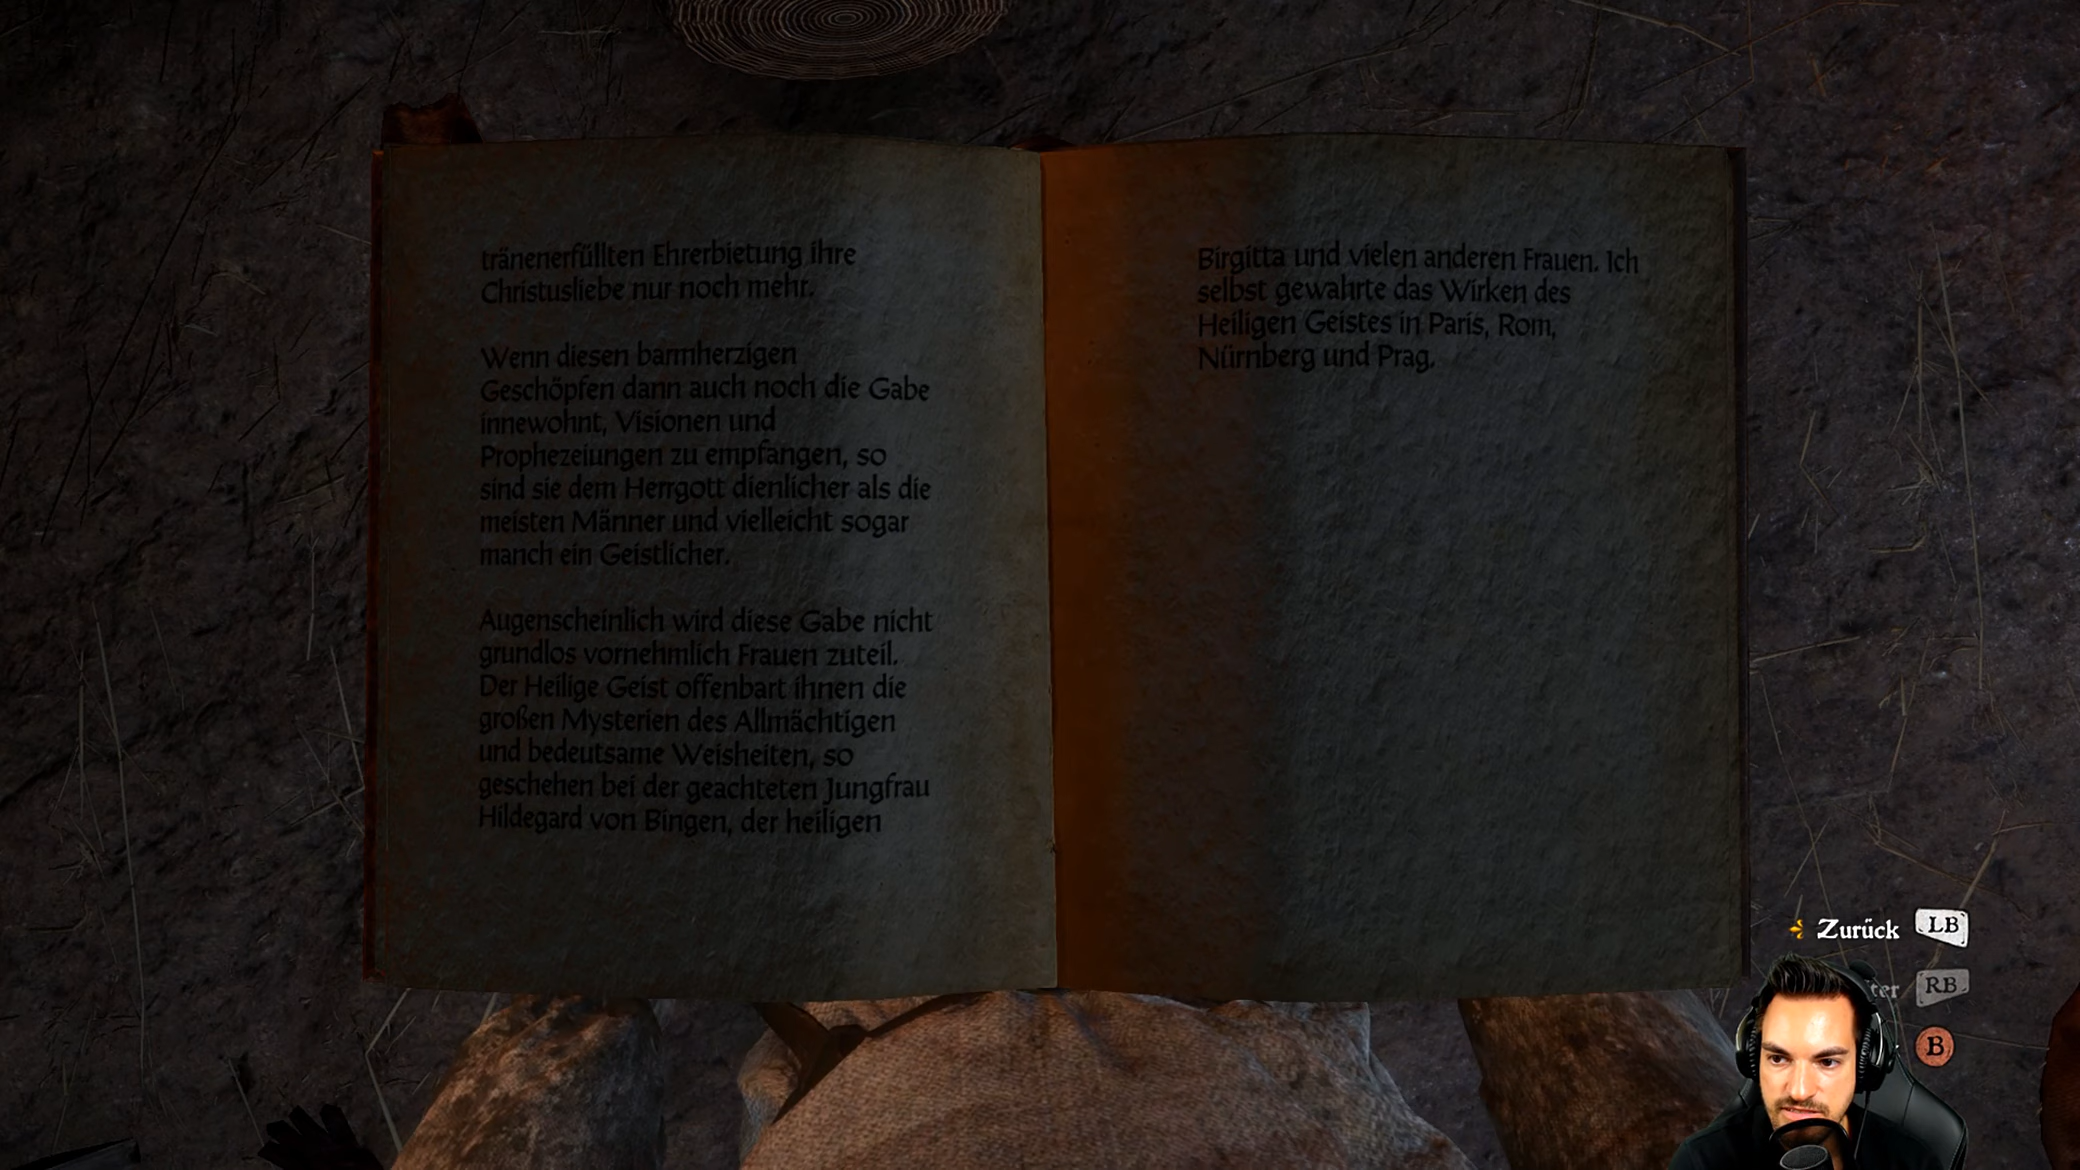 tränenerfüllten Ehrerbietung ihre
Christusliebe nur noch mehr.
Wenn diesen barmherzigen
Geschöpfen dann auch noch die Gabe
innewohnt, Visionen und
Prophezeiungen zu empfangen, so
sind sie dem Herrgott dienlicher als die
meisten Männer und vielleicht sogar
manch ein Geistlicher.
Augenscheinlich wird diese Gabe nicht
grundlos vornehmlich Frauen zuteil.
Der Heilige Geist offenbart ihnen die
großen Mysterien des Allmächtigen
und bedeutsame Weisheiten, so
geschehen bei der geachteten Jungfrau
Hildegard von Bingen, der heiligen
Birgitta und vielen anderen Frauen. Ich
selbst gewahrte das Wirken des
Heiligen Geistes in Paris, Rom,
Nürnberg und Prag.
Zurück LB
RB
B